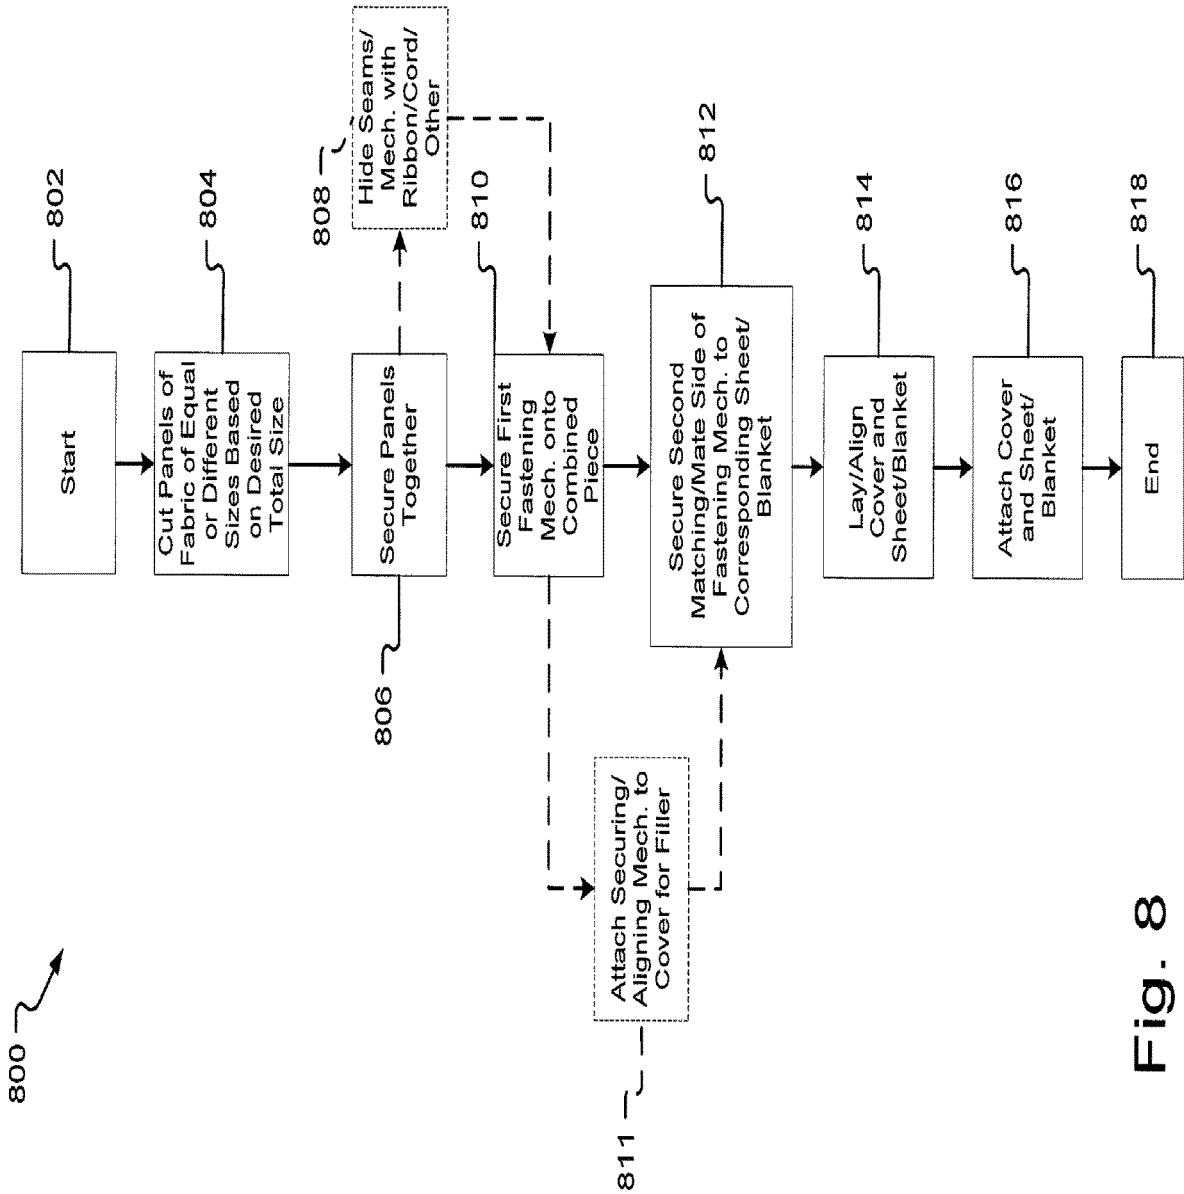 800
Start
802
Cut Panels of
Fabric of Equal
or Different
Sizes Based
on Desired
Total Size
804
Secure Panels
Together
806
Hide Seams/
Mech. with
Ribbon/Cord/
Other
808
Secure First
Fastening
Mech. onto
Combined
Piece
810
Attach Securing/
Aligning Mech. to
Cover for Filler
811
Secure Second
Matching/Mate Side of
Fastening Mech. to
Corresponding Sheet/
Blanket
812
Lay/Align
Cover and
Sheet/Blanket
814
Attach Cover
and Sheet/
Blanket
816
End
818
Fig. 8